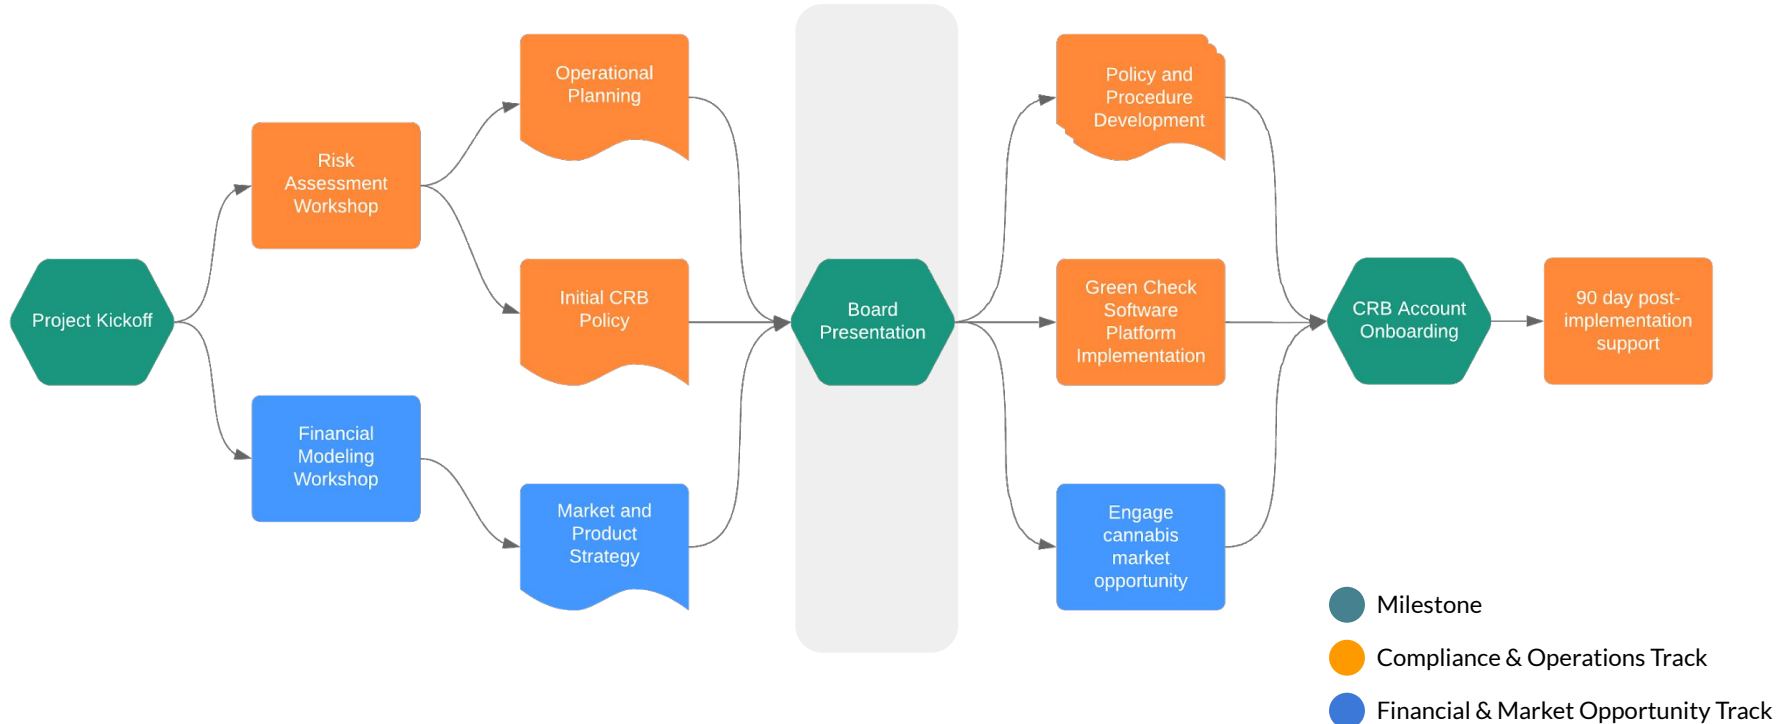 Project Kickoff
Risk
Assessment
Workshop
Financial
Modeling
Workshop
Operational
Planning
Initial CRB
Policy
Market and
Product
Strategy
Board
Presentation
Policy and
Procedure
Development
Green Check
Software
Platform
Implementation
Engage
cannabis
market
opportunity
CRB Account
Onboarding
90 day post-
implementation
support
Milestone
Compliance & Operations Track
Financial & Market Opportunity Track